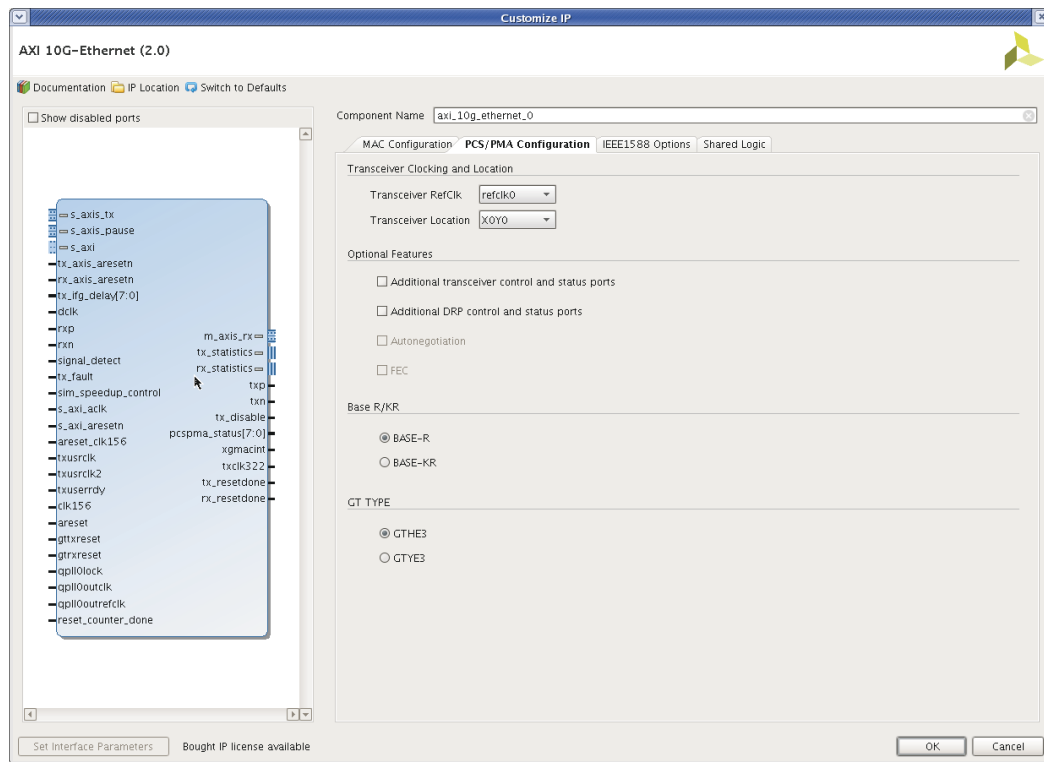 Customize IP
AXI 10G-Ethernet (2.0)
Documentation IP Location Switch to Defaults
Show disabled ports
s_axis_tx
s_axis_pause
s_axi
tx_axis_aresetn
rx_axis_aresetn
tx_ifg_delay[7:0]
dclk
rxp
rxn
signal_detect
tx_fault
sim_speedup_control
s_axi_aclk
s_axi_aresetn
areset_clk156
txusrclk
txusrclk2
txuserrdy
clk156
areset
gttxreset
gtrxreset
qpll0lock
qpll0outclk
qpll0outrefclk
reset_counter_done
m_axis_rx
tx_statistics
rx_statistics
txp
txn
tx_disable
pcspma_status[7:0]
xgmacint
txclk322
tx_resetdone
rx_resetdone
Component Name axi_10g_ethernet_0
MAC Configuration PCS/PMA Configuration IEEE1588 Options Shared Logic
Transceiver Clocking and Location
Transceiver RefClk refclk0
Transceiver Location X0Y0
Optional Features
Additional transceiver control and status ports
Additional DRP control and status ports
Autonegotiation
FEC
Base R/KR
BASE-R
BASE-KR
GT TYPE
GTHE3
GTYE3
Set Interface Parameters Bought IP license available OK Cancel